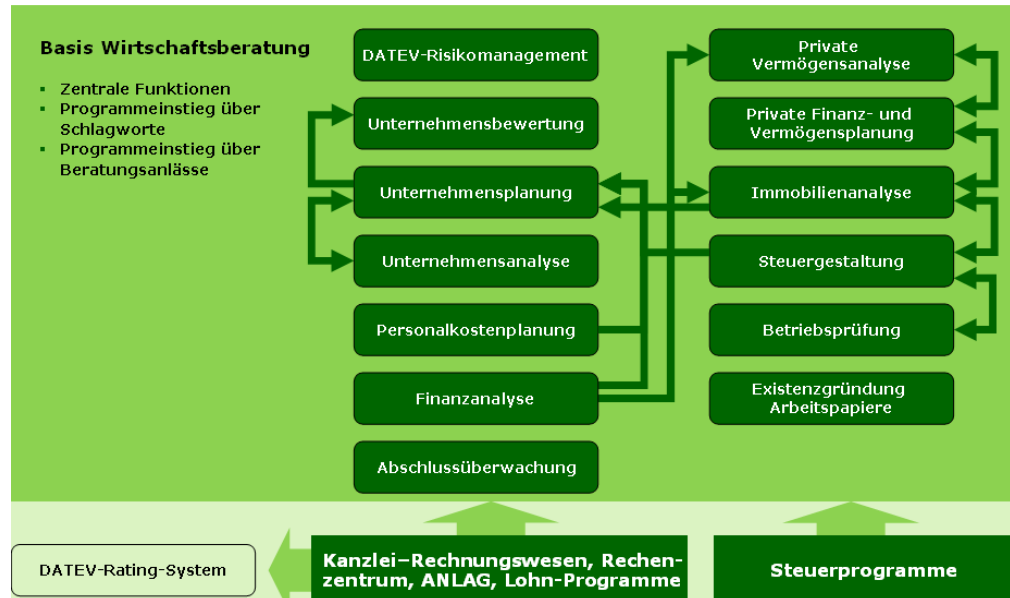 Basis Wirtschaftsberatung
▪ Zentrale Funktionen
▪ Programmeinstieg über
Schlagworte
▪ Programmeinstieg über
Beratungsanlässe
DATEV-Risikomanagement
Unternehmensbewertung
Unternehmensplanung
Unternehmensanalyse
Personalkostenplanung
Finanzanalyse
Abschlussüberwachung
Private
Vermögensanalyse
Private Finanz- und
Vermögensplanung
Immobilienanalyse
Steuergestaltung
Betriebsprüfung
Existenzgründung
Arbeitspapiere
DATEV-Rating-System
Kanzlei–Rechnungswesen, Rechen-
zentrum, ANLAG, Lohn-Programme
Steuerprogramme